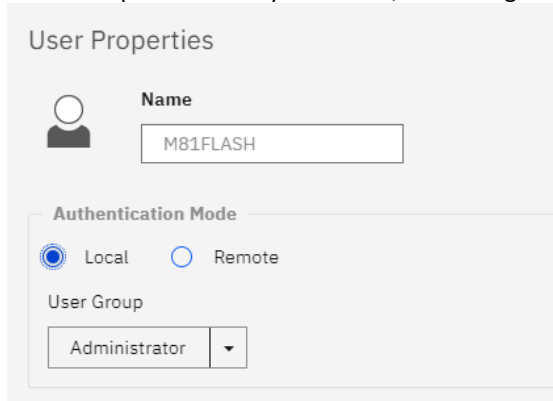 User Properties
Name
M81FLASH
Authentication Mode
Local Remote
User Group
Administrator